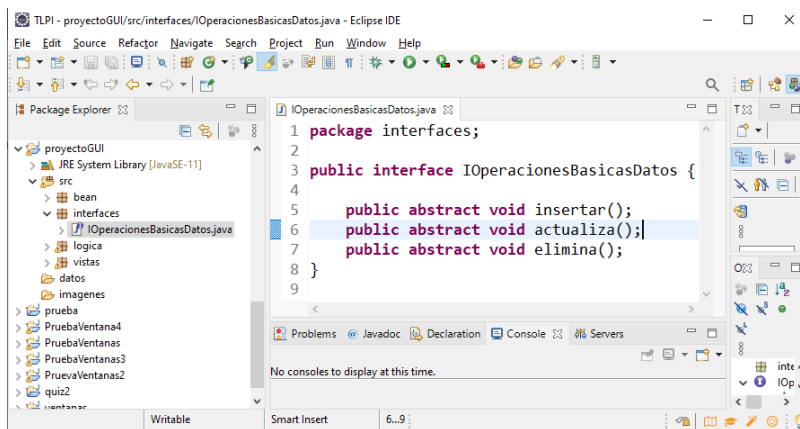 TLPI - proyectoGUI/src/interfaces/IOperacionesBasicasDatos.java - Eclipse IDE
File Edit Source Refactor Navigate Search Project Run Window Help
Package Explorer
proyectoGUI
JRE System Library [JavaSE-11]
src
bean
interfaces
IOperacionesBasicasDatos.java
logica
vistas
datos
imagenes
prueba
PruebaVentana4
PruebaVentanas
PruebaVentanas3
PruevaVentanas2
quiz2
ventanas
IOperacionesBasicasDatos.java
1 package interfaces;
2
3 public interface IOperacionesBasicasDatos {
4
5 public abstract void insertar();
6 public abstract void actualiza();
7 public abstract void elimina();
8 }
9
Problems Javadoc Declaration Console Servers
No consoles to display at this time.
T
O
inte
IOp
Writable Smart Insert 6...9